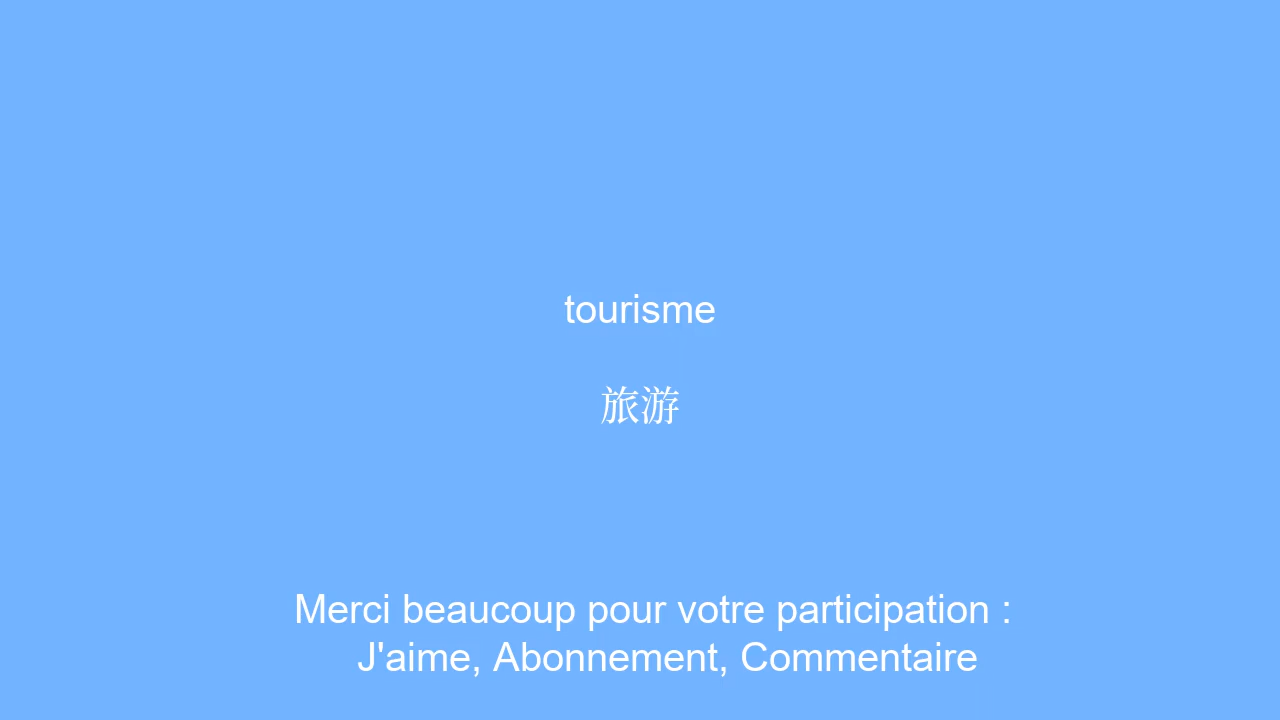 tourisme
旅游
Merci beaucoup pour votre participation :
J'aime, Abonnement, Commentaire